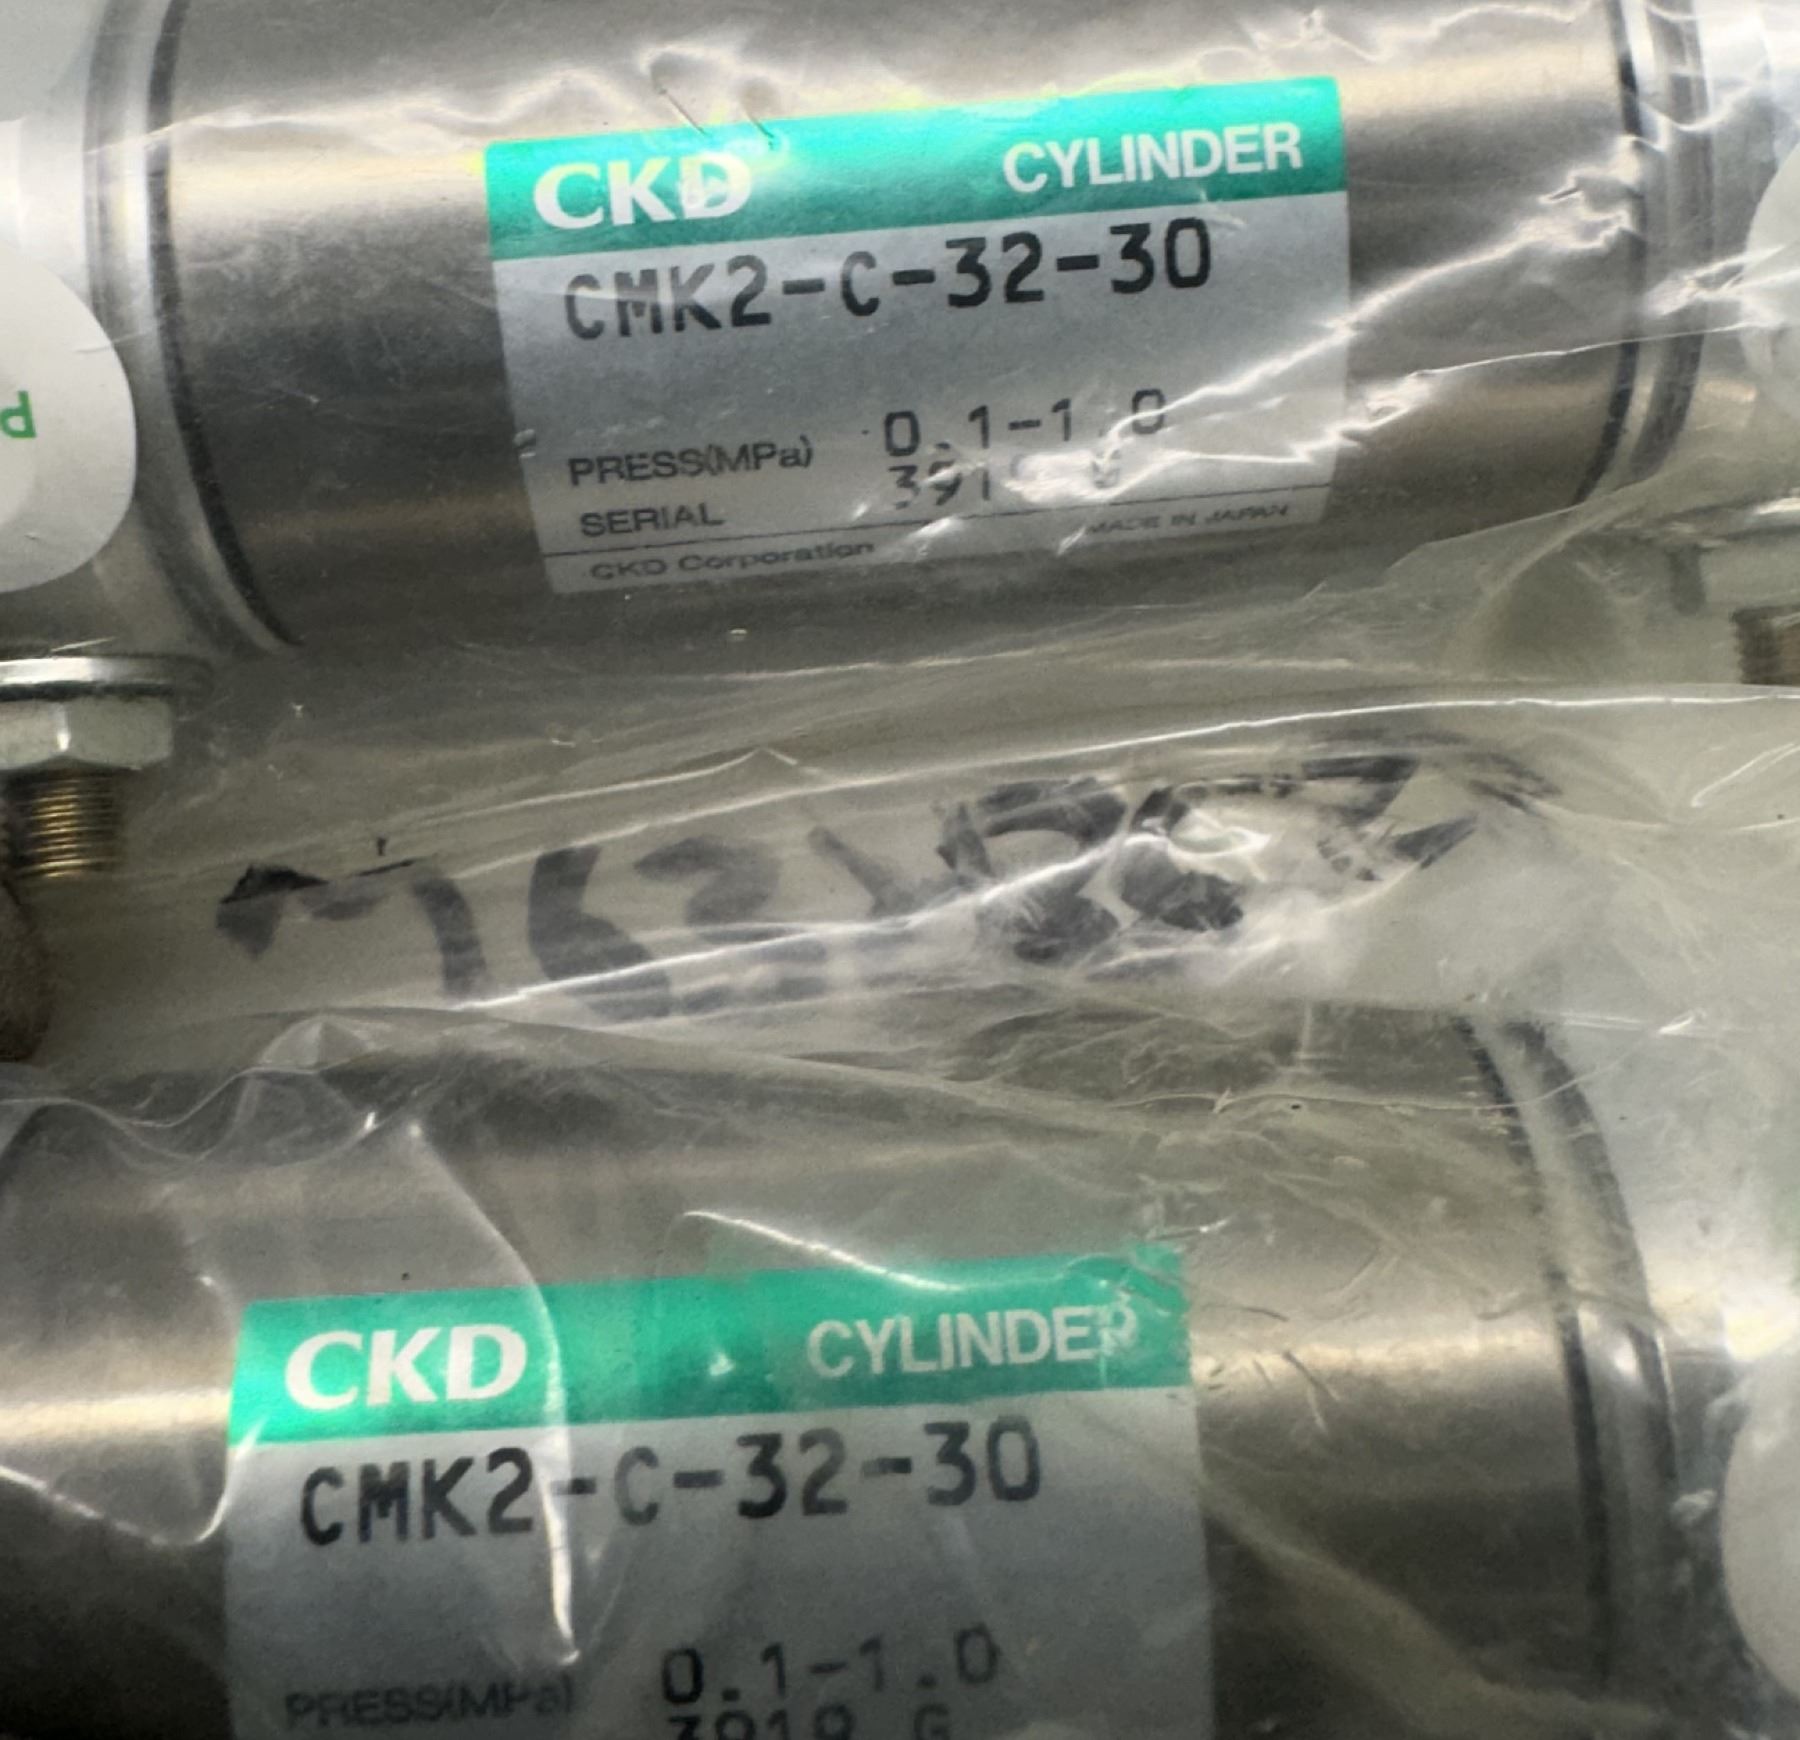 CKD CYLINDER
CMK2-C-32-30
PRESS(MPa) 0.1-1.0
SERIAL
CKD Corporation MADE IN JAPAN
P
CKD CYLINDER
CMK2-C-32-30
PRESS(MPa) 0.1-1.0